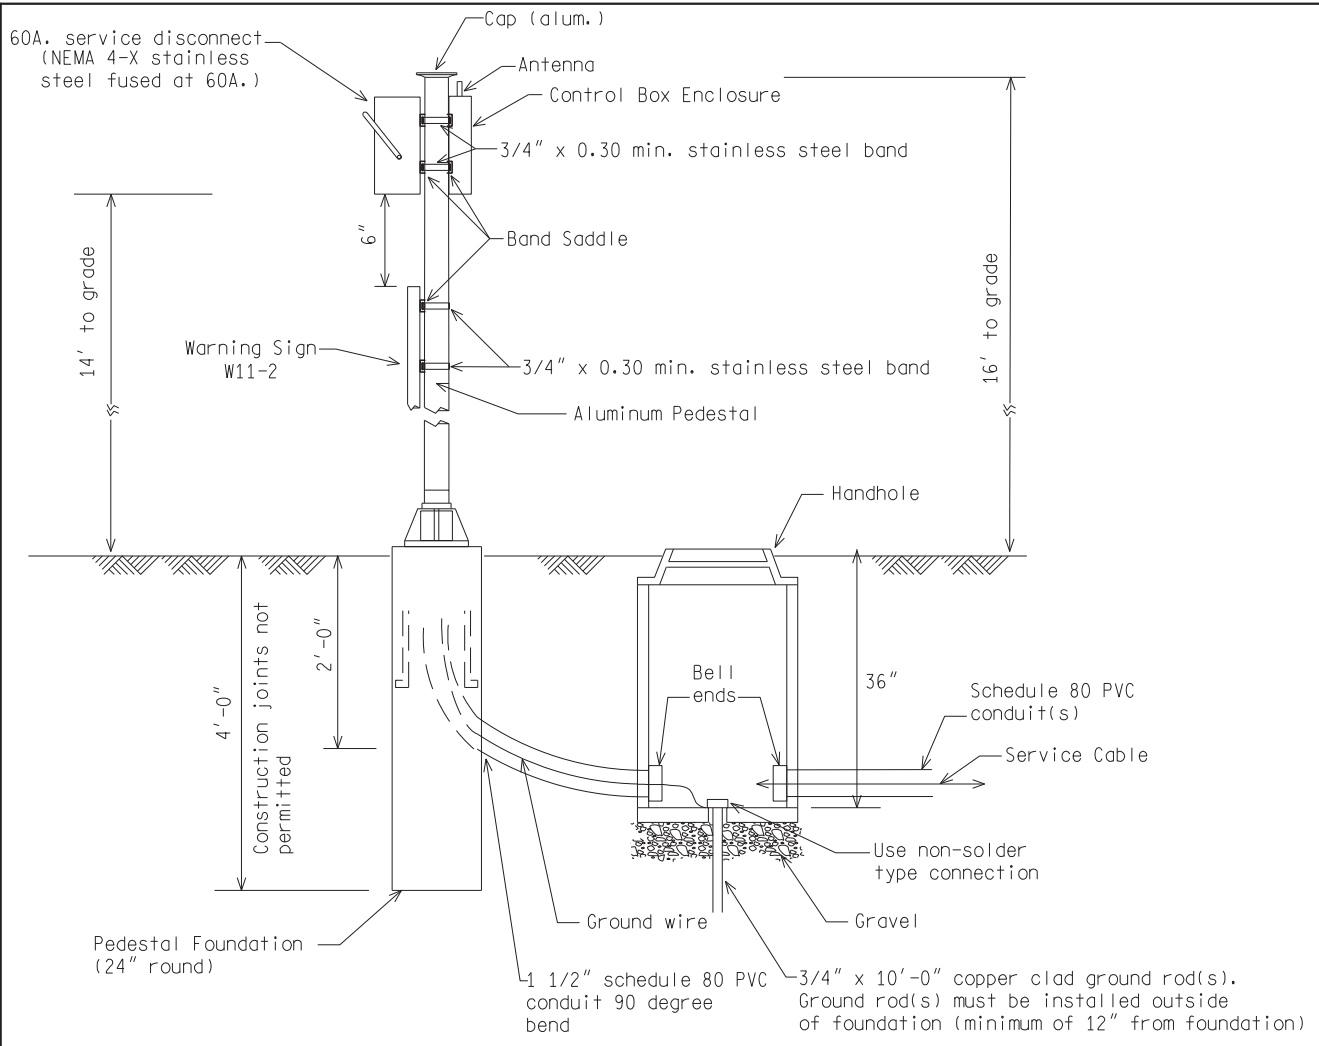 Cap (alum.)
60A. service disconnect
(NEMA 4-X stainless
steel fused at 60A.)
Antenna
Control Box Enclosure
3/4" x 0.30 min. stainless steel band
6"
Band Saddle
14' to grade
16' to grade
Warning Sign
W11-2
3/4" x 0.30 min. stainless steel band
Aluminum Pedestal
Handhole
4'-0"
Construction joints not
permitted
2'-0"
Bell
ends
36"
Schedule 80 PVC
conduit(s)
Service Cable
Use non-solder
type connection
Ground wire
Gravel
Pedestal Foundation
(24" round)
1 1/2" schedule 80 PVC
conduit 90 degree
bend
3/4" x 10'-0" copper clad ground rod(s).
Ground rod(s) must be installed outside
of foundation (minimum of 12" from foundation)